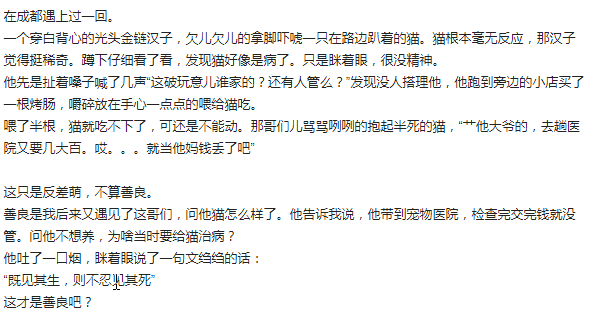 在成都遇上过一回。
一个穿白背心的光头金链汉子，欠儿欠儿的拿脚吓唬一只在路边趴着的猫。猫根本毫无反应，那汉子
觉得挺稀奇。蹲下仔细看了看，发现猫好像是病了。只是眯着眼，很没精神。
他先是扯着嗓子喊了几声“这破玩意儿谁家的？还有人管么？”发现没人搭理他，他跑到旁边的小店买了
一根烤肠，嚼碎放在手心一点点的喂给猫吃。
喂了半根，猫就吃不下了，可还是不能动。那哥们儿骂骂咧咧的抱起半死的猫，“艹他大爷的，去趟医
院又要几大百。哎。。。就当他妈钱丢了吧”
这只是反差萌，不算善良。
善良是我后来又遇见了这哥们，问他猫怎么样了。他告诉我说，他带到宠物医院，检查完交完钱就没
管。问他不想养，为啥当时要给猫治病？
他吐了一口烟，眯着眼说了一句文绉绉的话：
“既见其生，则不忍见其死”
这才是善良吧？